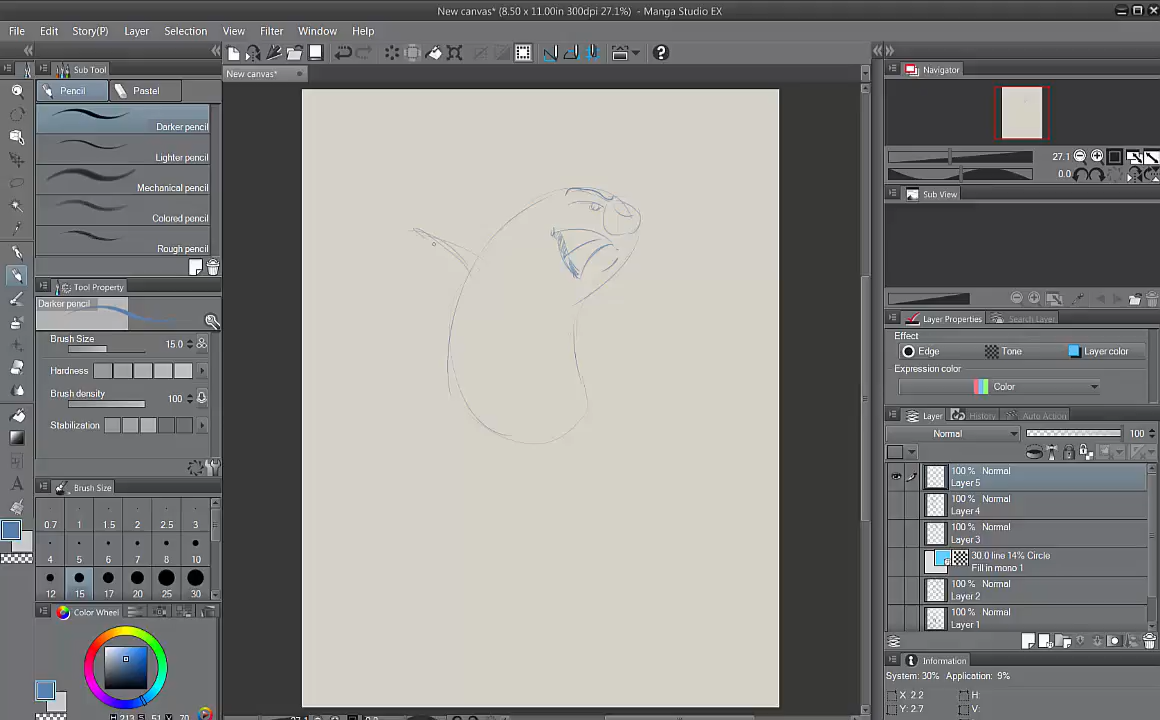 New canvas* (8.50 x 11.00in 300dpi 27.1%) - Manga Studio EX
File Edit Story(P) Layer Selection View Filter Window Help
Sub Tool
New canvas*
Navigator
Pencil Pastel
Darker pencil
Lighter pencil
Mechanical pencil
Colored pencil
Rough pencil
27.1
0.0
Sub View
Tool Property
Darker pencil
Brush Size 15.0
Hardness
Brush density 100
Stabilization
Layer Properties Search Layer
Effect
Edge Tone Layer color
Expression color
Color
Layer History Auto Action
Normal 100
100 % Normal
Layer 5
100 % Normal
Layer 4
100 % Normal
Layer 3
30.0 line 14% Circle
Fill in mono 1
100 % Normal
Layer 2
100 % Normal
Layer 1
Brush Size
0.7 1 1.5 2 2.5 3
4 5 6 7 8 10
12 15 17 20 25 30
Color Wheel
H 213 S 51 V 70
Information
System: 30% Application: 9%
X: 2.2 H:
Y: 2.7 V: